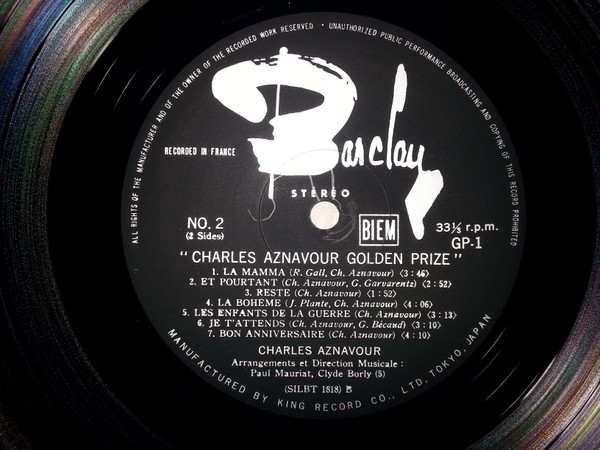 ALL RIGHTS OF THE MANUFACTURER AND OF THE OWNER OF THE RECORDED WORK RESERVED • UNAUTHORIZED PUBLIC PERFORMANCE BROADCASTING AND COPYING OF THIS RECORD PROHIBITED
Barclay
RECORDED IN FRANCE
STEREO
NO. 2
(2 Sides)
BIEM
33⅓ r.p.m.
GP-1
"CHARLES AZNAVOUR GOLDEN PRIZE"
1. LA MAMMA (R. Gall, Ch. Aznavour) (3:46)
2. ET POURTANT (Ch. Aznavour, G. Garvarentz) (2:52)
3. RESTE (Ch. Aznavour) (1:52)
4. LA BOHEME (J. Plante, Ch. Aznavour) (4:06)
5. LES ENFANTS DE LA GUERRE (Ch. Aznavour) (3:13)
6. JE T'ATTENDS (Ch. Aznavour, G. Bécaud) (3:10)
7. BON ANNIVERSAIRE (Ch. Aznavour) (4:10)
CHARLES AZNAVOUR
Arrangements et Direction Musicale :
Paul Mauriat, Clyde Borly (5)
(SILBT 1818) B
MANUFACTURED BY KING RECORD CO., LTD. TOKYO, JAPAN